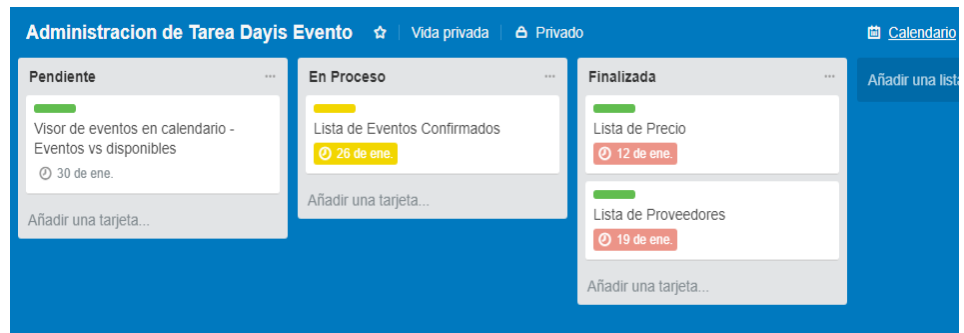 Administracion de Tarea Dayis Evento
Vida privada
Privado
Calendario
Pendiente
Visor de eventos en calendario -
Eventos vs disponibles
30 de ene.
Añadir una tarjeta...
En Proceso
Lista de Eventos Confirmados
26 de ene.
Añadir una tarjeta...
Finalizada
Lista de Precio
12 de ene.
Lista de Proveedores
19 de ene.
Añadir una tarjeta...
Añadir una lista